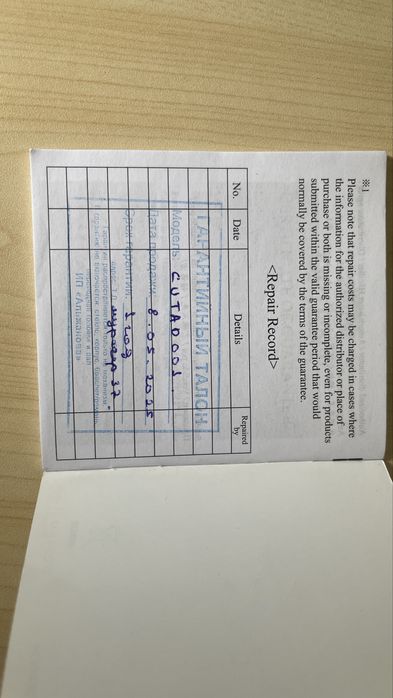 ※1
Please note that repair costs may be charged in cases where
the information for the authorized distributor or place of
purchase or both is missing or incomplete, even for products
submitted within the valid guarantee period that would
normally be covered by the terms of the guarantee.
<Repair Record>
No. Date Details Repaired by
ГАРАНТИЙНЫЙ ТАЛОН
Модель: CUTAD001.
Дата продажи: 8.05.2025
Срок гарантии: 1 год
ИП «Алыжанова»